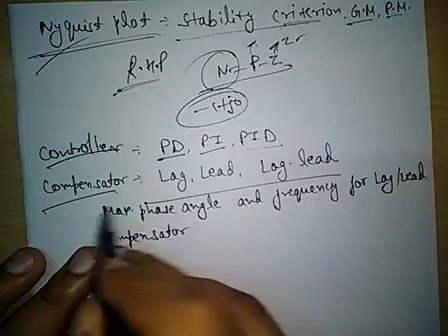 Nyquist plot :- Stability criterion, G.M, P.M.
R.H.P
N = P - Z
-1+j0
Controller :- PD, PI, PID
Compensator :- Lag, Lead, Lag-lead
Max. phase angle and frequency for Lag/Lead
compensator